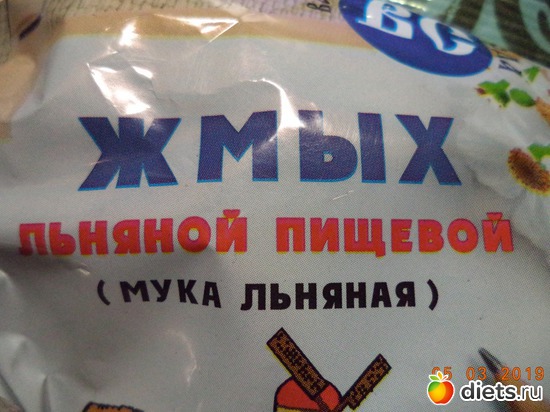 ЖМЫХ
ЛЬНЯНОЙ ПИЩЕВОЙ
(МУКА ЛЬНЯНАЯ)
05 03 2019
diets.ru